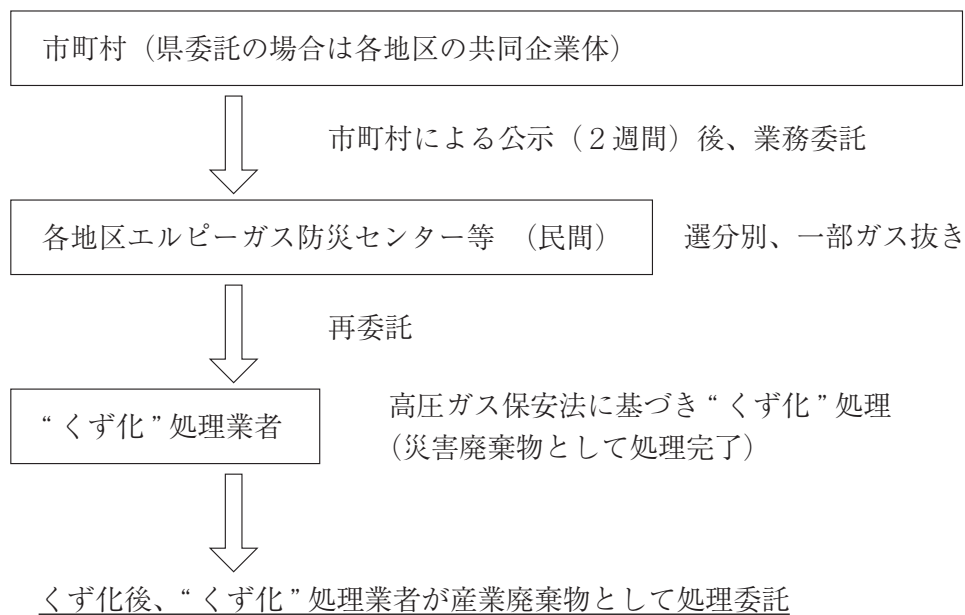 市町村（県委託の場合は各地区の共同企業体）
市町村による公示（２週間）後、業務委託
各地区エルピーガス防災センター等　（民間）　選分別、一部ガス抜き
再委託
“くず化”処理業者
高圧ガス保安法に基づき“くず化”処理
（災害廃棄物として処理完了）
くず化後、“くず化”処理業者が産業廃棄物として処理委託